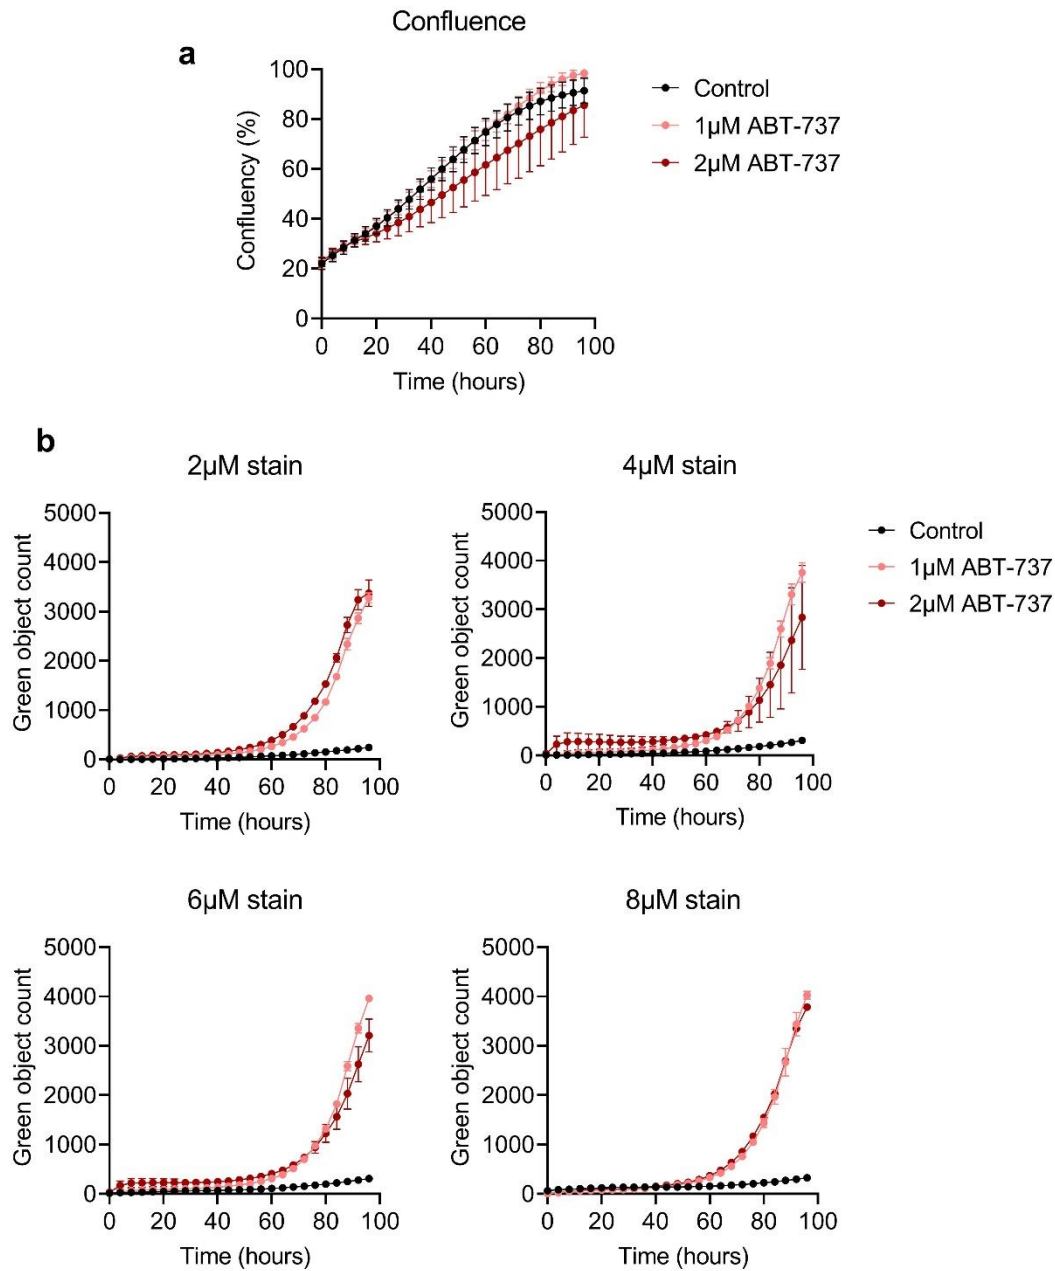 Confluence
a
100
80
60
40
20
0
Confluency (%)
0 20 40 60 80 100
Time (hours)
Control
1µM ABT-737
2µM ABT-737
b
2µM stain
5000
4000
3000
2000
1000
0
Green object count
0 20 40 60 80 100
Time (hours)
4µM stain
5000
4000
3000
2000
1000
0
Green object count
0 20 40 60 80 100
Time (hours)
Control
1µM ABT-737
2µM ABT-737
6µM stain
5000
4000
3000
2000
1000
0
Green object count
0 20 40 60 80 100
Time (hours)
8µM stain
5000
4000
3000
2000
1000
0
Green object count
0 20 40 60 80 100
Time (hours)